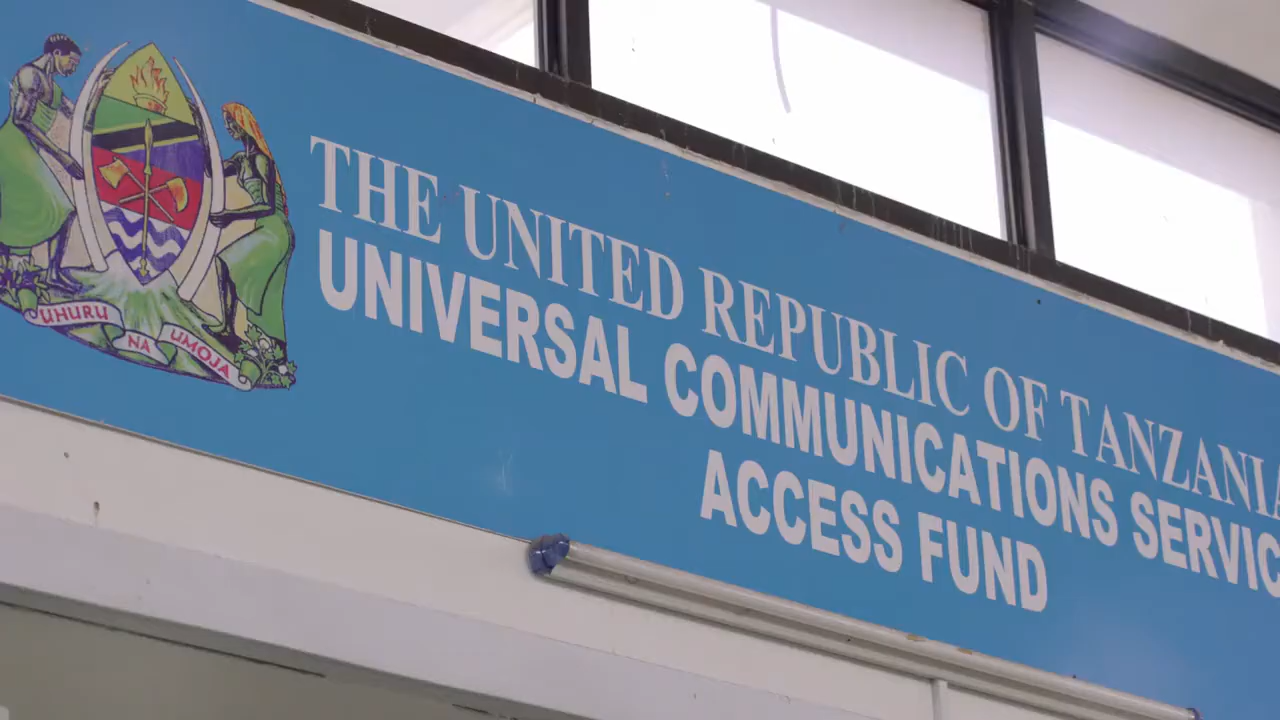 UHURU
NA
UMOJA
THE UNITED REPUBLIC OF TANZANIA
UNIVERSAL COMMUNICATIONS SERVIC
ACCESS FUND